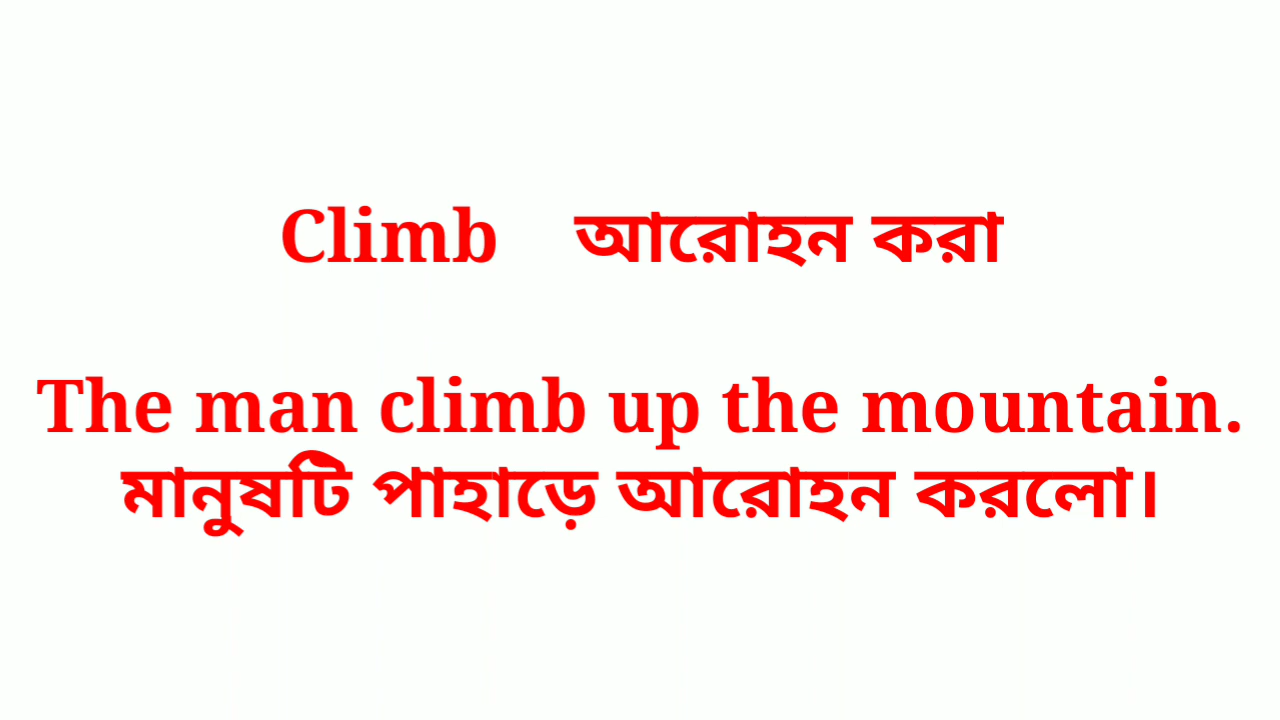 Climb আরোহন করা
The man climb up the mountain.
মানুষটি পাহাড়ে আরোহন করলো।